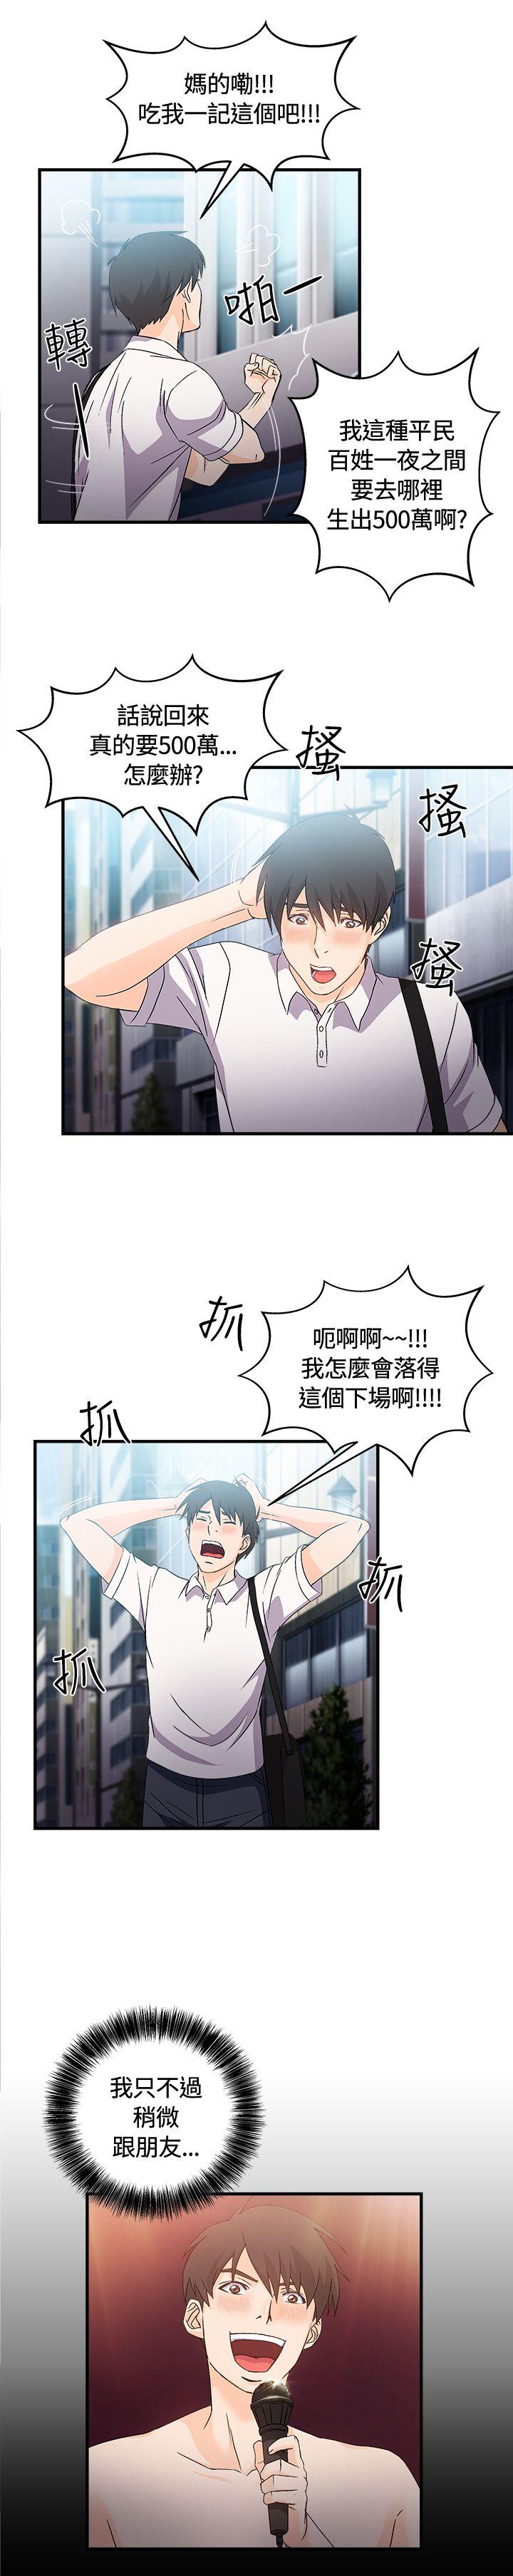 媽的嘞!!!
吃我一記這個吧!!!
轉
啪一
我這種平民
百姓一夜之間
要去哪裡
生出500萬啊?
話說回來
真的要500萬...
怎麼辦?
搔
搔
搔
呃啊啊~~!!!
我怎麼會落得
這個下場啊!!!!
抓
抓
抓
抓
我只不過
稍微
跟朋友...